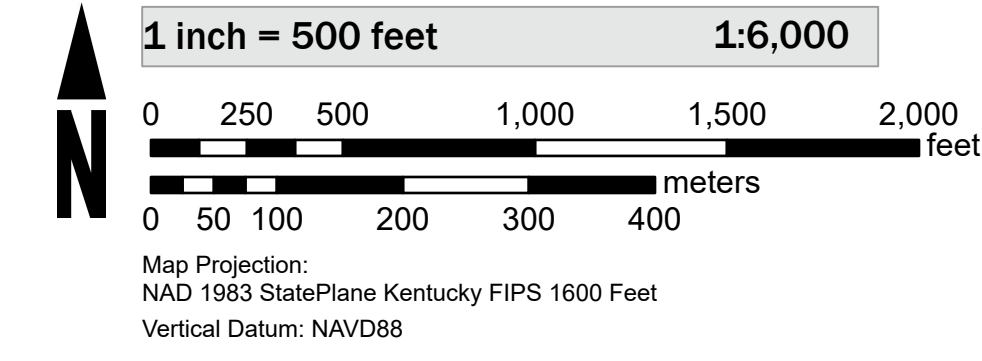 1 inch = 500 feet 1:6,000
0 250 500 1,000 1,500 2,000
feet
meters
0 50 100 200 300 400
N
Map Projection:
NAD 1983 StatePlane Kentucky FIPS 1600 Feet
Vertical Datum: NAVD88